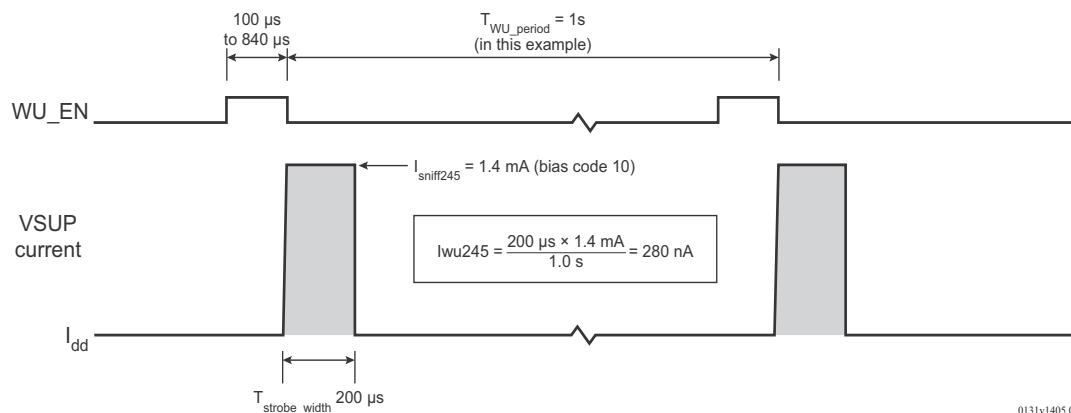 100 µs
to 840 µs
T_WU_period = 1s
(in this example)
WU_EN
I_sniff245 = 1.4 mA (bias code 10)
VSUP
current
Iwu245 = 200 µs × 1.4 mA / 1.0 s = 280 nA
I_dd
T_strobe_width 200 µs